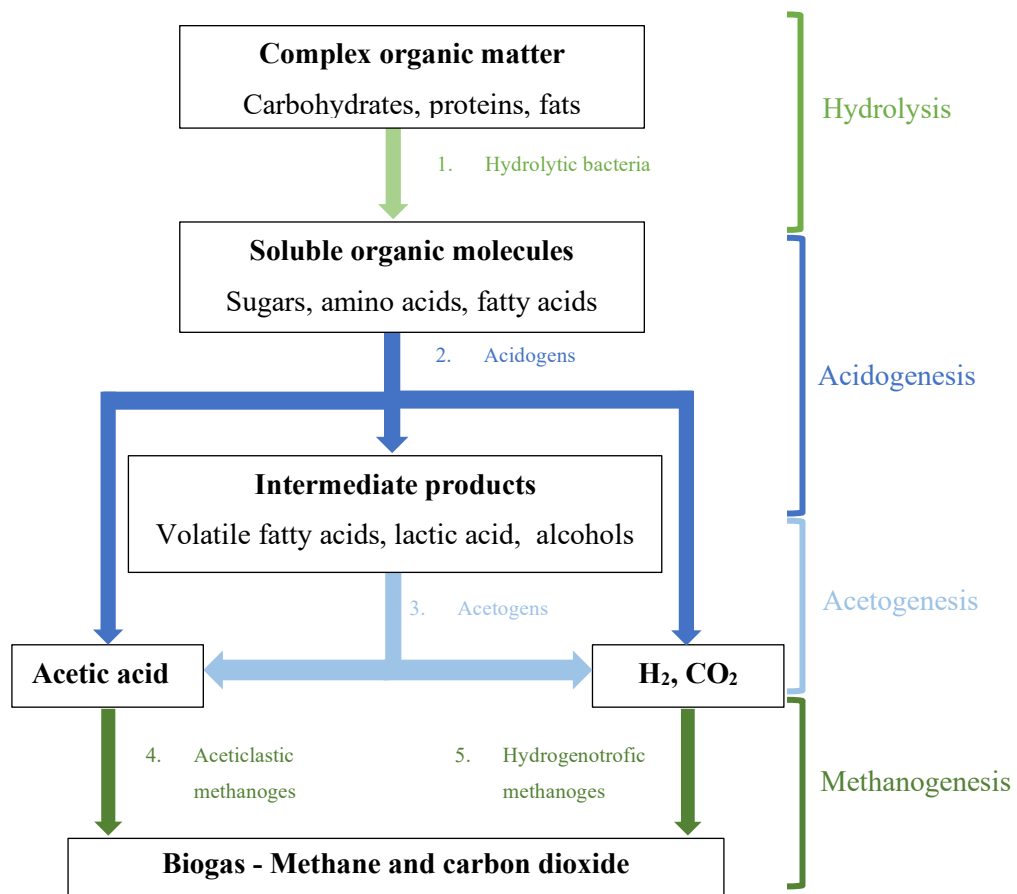 Complex organic matter
Carbohydrates, proteins, fats
Hydrolysis
1. Hydrolytic bacteria
Soluble organic molecules
Sugars, amino acids, fatty acids
2. Acidogens
Acidogenesis
Intermediate products
Volatile fatty acids, lactic acid, alcohols
3. Acetogens
Acetogenesis
Acetic acid
H₂, CO₂
4. Aceticlastic
methanoges
5. Hydrogenotrofic
methanoges
Methanogenesis
Biogas - Methane and carbon dioxide